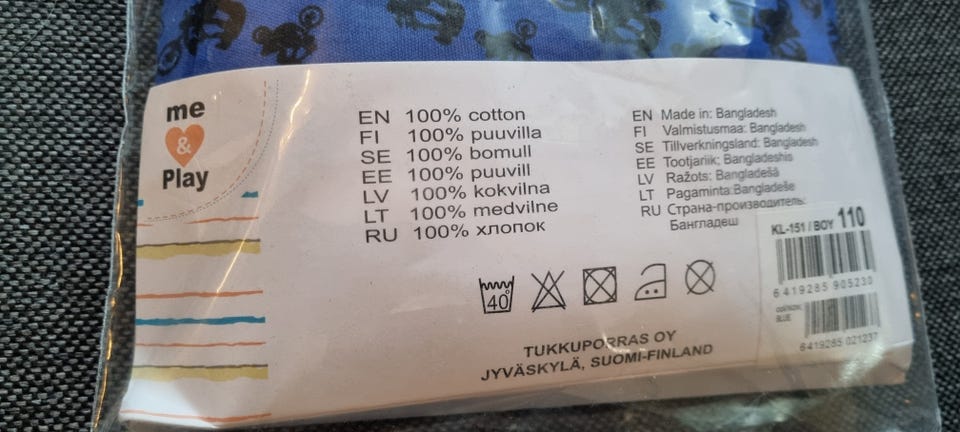 me
&
Play
EN 100% cotton
FI 100% puuvilla
SE 100% bomull
EE 100% puuvill
LV 100% kokvilna
LT 100% medvilne
RU 100% хлопок
EN Made in: Bangladesh
FI Valmistusmaa: Bangladesh
SE Tillverkningsland: Bangladesh
EE Tootjariik: Bangladeshis
LV Ražots: Bangladešā
LT Pagaminta:Bangladeše
RU Страна-производитель:
Бангладеш
KL-151 / BOY 110
6419285 905230
BLUE
6419285 021237
40°
TUKKUPORRAS OY
JYVÄSKYLÄ, SUOMI-FINLAND